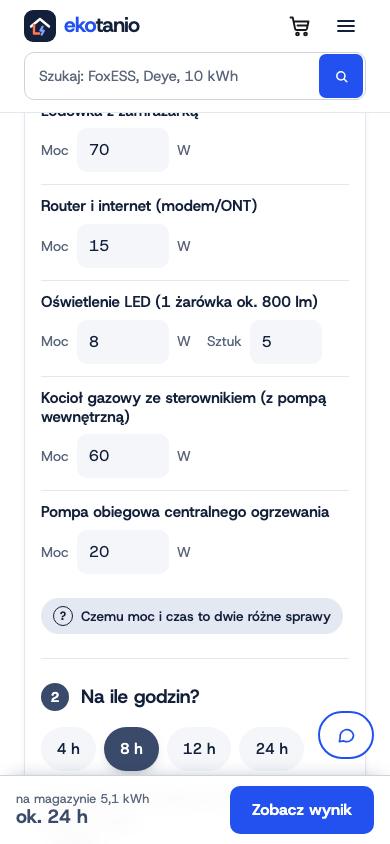 ekotanio
Szukaj: FoxESS, Deye, 10 kWh
Lodówka z zamrażarką
Moc 70 W
Router i internet (modem/ONT)
Moc 15 W
Oświetlenie LED (1 żarówka ok. 800 lm)
Moc 8 W Sztuk 5
Kocioł gazowy ze sterownikiem (z pompą
wewnętrzną)
Moc 60 W
Pompa obiegowa centralnego ogrzewania
Moc 20 W
? Czemu moc i czas to dwie różne sprawy
2 Na ile godzin?
4 h 8 h 12 h 24 h
na magazynie 5,1 kWh
ok. 24 h
Zobacz wynik